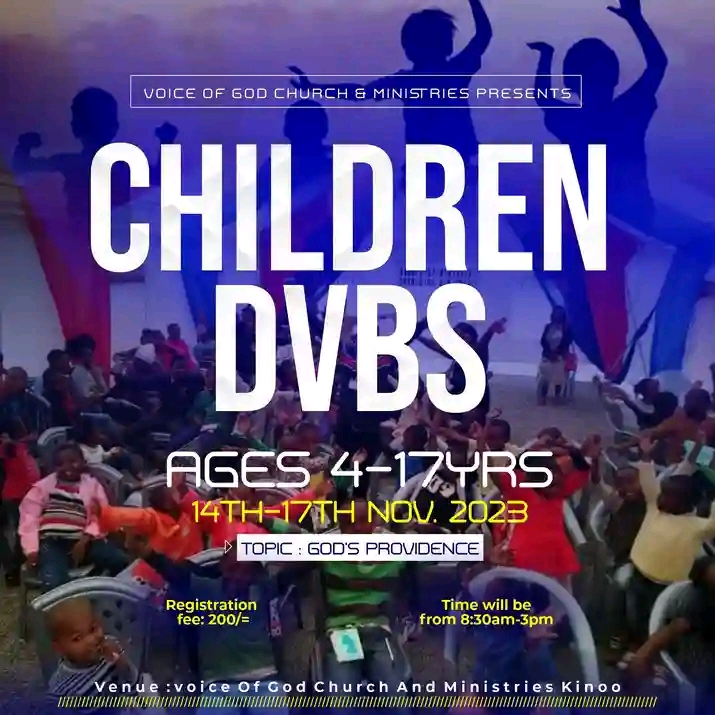 VOICE OF GOD CHURCH & MINISTRIES PRESENTS
CHILDREN
DVBS
AGES 4-17YRS
14TH-17TH NOV. 2023
TOPIC : GOD'S PROVIDENCE
Registration
fee: 200/=
Time will be
from 8:30am-3pm
Venue :voice Of God Church And Ministries Kinoo